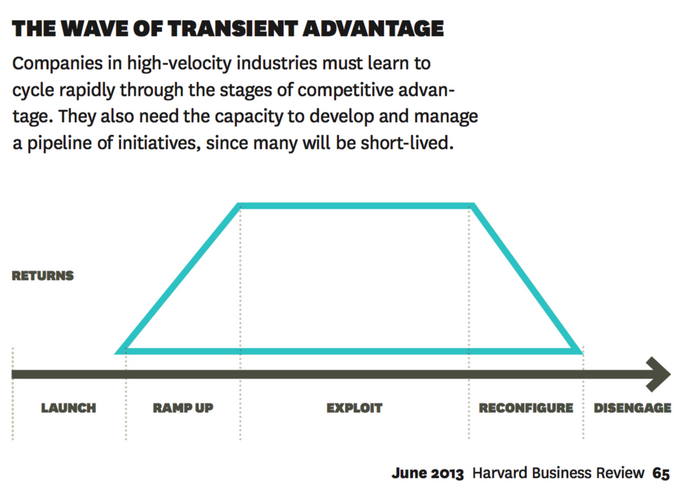 THE WAVE OF TRANSIENT ADVANTAGE
Companies in high-velocity industries must learn to
cycle rapidly through the stages of competitive advan-
tage. They also need the capacity to develop and manage
a pipeline of initiatives, since many will be short-lived.
RETURNS
LAUNCH RAMP UP EXPLOIT RECONFIGURE DISENGAGE
June 2013 Harvard Business Review 65